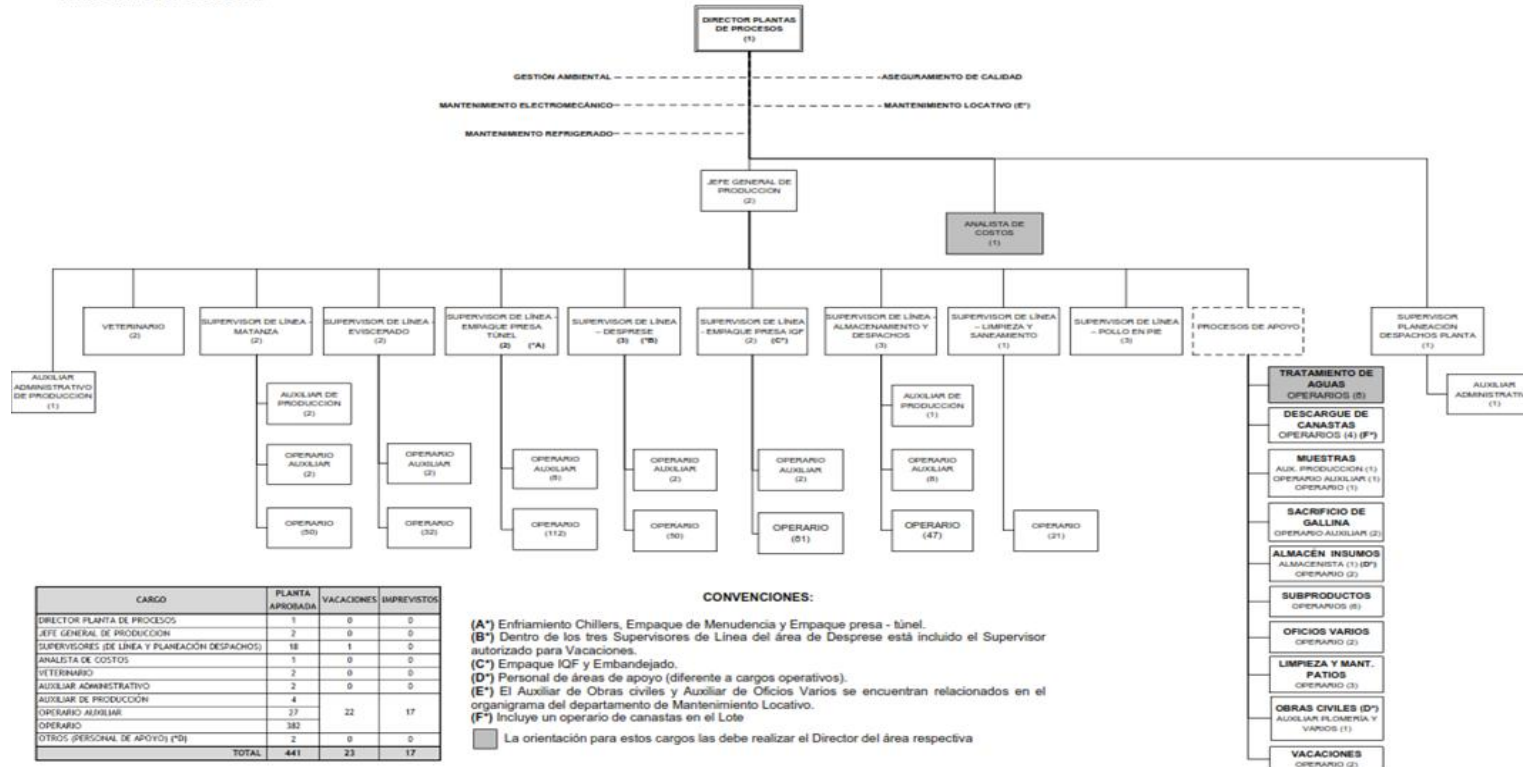 DIRECTOR PLANTAS
DE PROCESOS
(1)
GESTIÓN AMBIENTAL
ASEGURAMIENTO DE CALIDAD
MANTENIMIENTO ELECTROMECÁNICO
MANTENIMIENTO LOCATIVO (E*)
MANTENIMIENTO REFRIGERADO
JEFE GENERAL DE
PRODUCCION
(2)
ANALISTA DE
COSTOS
(1)
VETERINARIO
(2)
SUPERVISOR DE LÍNEA -
MATANZA
(2)
SUPERVISOR DE LÍNEA -
EVISCERADO
(2)
SUPERVISOR DE LÍNEA -
EMPAQUE PRESA
TÚNEL
(2) (*A)
SUPERVISOR DE LÍNEA
– DESPRESE
(3) (*B)
SUPERVISOR DE LÍNEA
- EMPAQUE PRESA IQF
(2) (C*)
SUPERVISOR DE LÍNEA -
ALMACENAMIENTO Y
DESPACHOS
(3)
SUPERVISOR DE LÍNEA
– LIMPIEZA Y
SANEAMIENTO
(1)
SUPERVISOR DE LÍNEA
– POLLO EN PIE
(3)
PROCESOS DE APOYO
SUPERVISOR
PLANEACION
DESPACHOS PLANTA
(1)
AUXILIAR
ADMINISTRATIVO
DE PRODUCCION
(1)
AUXILIAR DE
PRODUCCIÓN
(2)
AUXILIAR DE
PRODUCCIÓN
(1)
TRATAMIENTO DE
AGUAS
OPERARIOS (8)
AUXILIAR
ADMINISTRATIV
(1)
DESCARGUE DE
CANASTAS
OPERARIOS (4) (F*)
OPERARIO
AUXILIAR
(2)
OPERARIO
AUXILIAR
(2)
OPERARIO
AUXILIAR
(8)
OPERARIO
AUXILIAR
(2)
OPERARIO
AUXILIAR
(2)
OPERARIO
AUXILIAR
(8)
MUESTRAS
AUX. PRODUCCION (1)
OPERARIO AUXILIAR (1)
OPERARIO (1)
OPERARIO
(50)
OPERARIO
(32)
OPERARIO
(112)
OPERARIO
(50)
OPERARIO
(61)
OPERARIO
(47)
OPERARIO
(21)
SACRIFICIO DE
GALLINA
OPERARIO AUXILIAR (2)
ALMACÉN INSUMOS
ALMACENISTA (1) (D*)
OPERARIO (2)
SUBPRODUCTOS
OPERARIOS (6)
OFICIOS VARIOS
OPERARIO (2)
LIMPIEZA Y MANT.
PATIOS
OPERARIO (3)
OBRAS CIVILES (D*)
AUXILIAR PLOMERÍA Y
VARIOS (1)
VACACIONES
OPERARIO (2)
CARGO PLANTA APROBADA VACACIONES IMPREVISTOS
DIRECTOR PLANTA DE PROCESOS 1 0 0
JEFE GENERAL DE PRODUCCION 2 0 0
SUPERVISORES (DE LÍNEA Y PLANEACIÓN DESPACHOS) 18 1 0
ANALISTA DE COSTOS 1 0 0
VETERINARIO 2 0 0
AUXILIAR ADMINISTRATIVO 2 0 0
AUXILIAR DE PRODUCCIÓN 4
OPERARIO AUXILIAR 27 22 17
OPERARIO 382
OTROS (PERSONAL DE APOYO) (*D) 2 0 0
TOTAL 441 23 17
CONVENCIONES:
(A*) Enfriamiento Chillers, Empaque de Menudencia y Empaque presa - túnel.
(B*) Dentro de los tres Supervisores de Línea del área de Desprese está incluido el Supervisor
autorizado para Vacaciones.
(C*) Empaque IQF y Embandejado.
(D*) Personal de áreas de apoyo (diferente a cargos operativos).
(E*) El Auxiliar de Obras civiles y Auxiliar de Oficios Varios se encuentran relacionados en el
organigrama del departamento de Mantenimiento Locativo.
(F*) Incluye un operario de canastas en el Lote
La orientación para estos cargos las debe realizar el Director del área respectiva